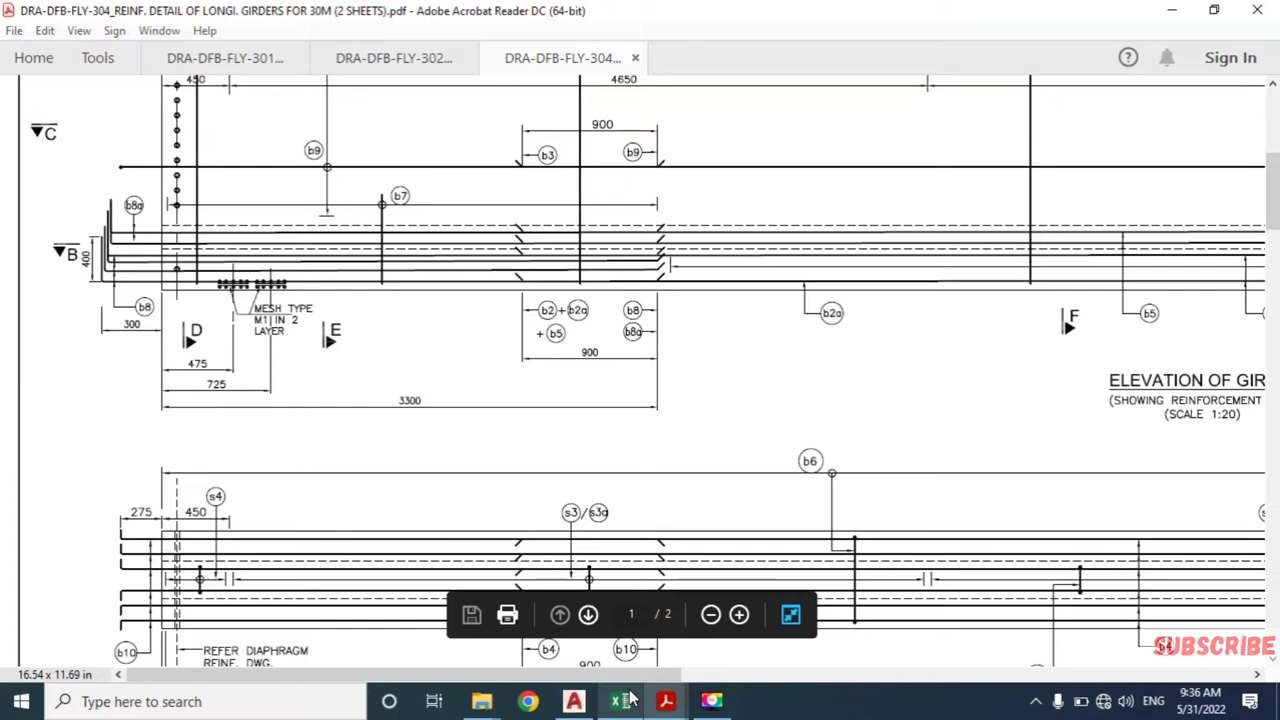 DRA-DFB-FLY-304_REINF. DETAIL OF LONGI. GIRDERS FOR 30M (2 SHEETS).pdf - Adobe Acrobat Reader DC (64-bit)
File Edit View Sign Window Help
Home Tools DRA-DFB-FLY-301... DRA-DFB-FLY-302... DRA-DFB-FLY-304... Sign In
450 4650
C
900
b9 b3 b9
b7
b8a
B
400
b8
MESH TYPE
M1 IN 2
LAYER
b2 + b2a b8
b2a b5
+ b5 b8a
300
D E F
900
475
725
3300
ELEVATION OF GIR
(SHOWING REINFORCEMENT
(SCALE 1:20)
b6
s4
275 450 s3/s3a
1 / 2
b10 REFER DIAPHRAGM
REINF. DWG.
b4 b10
900
b4
SUBSCRIBE
16.54 x 11.69 in
Type here to search
ENG
9:36 AM
5/31/2022